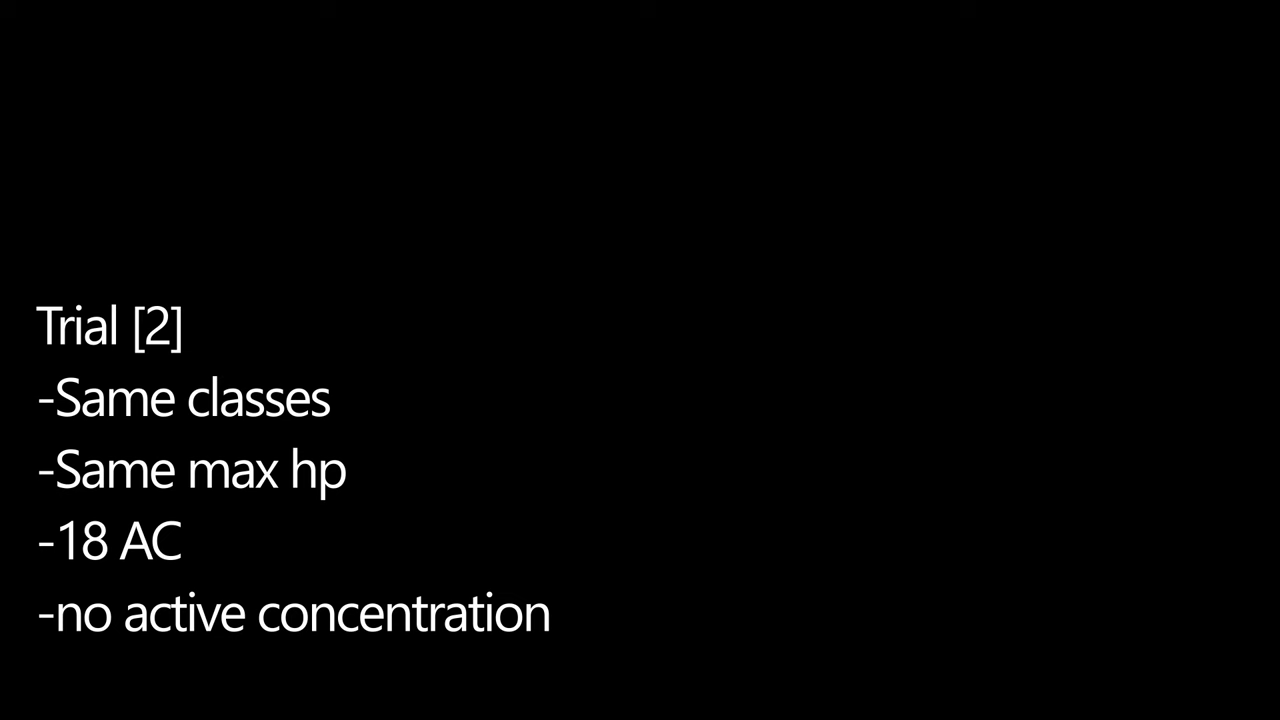 Trial [2]
-Same classes
-Same max hp
-18 AC
-no active concentration